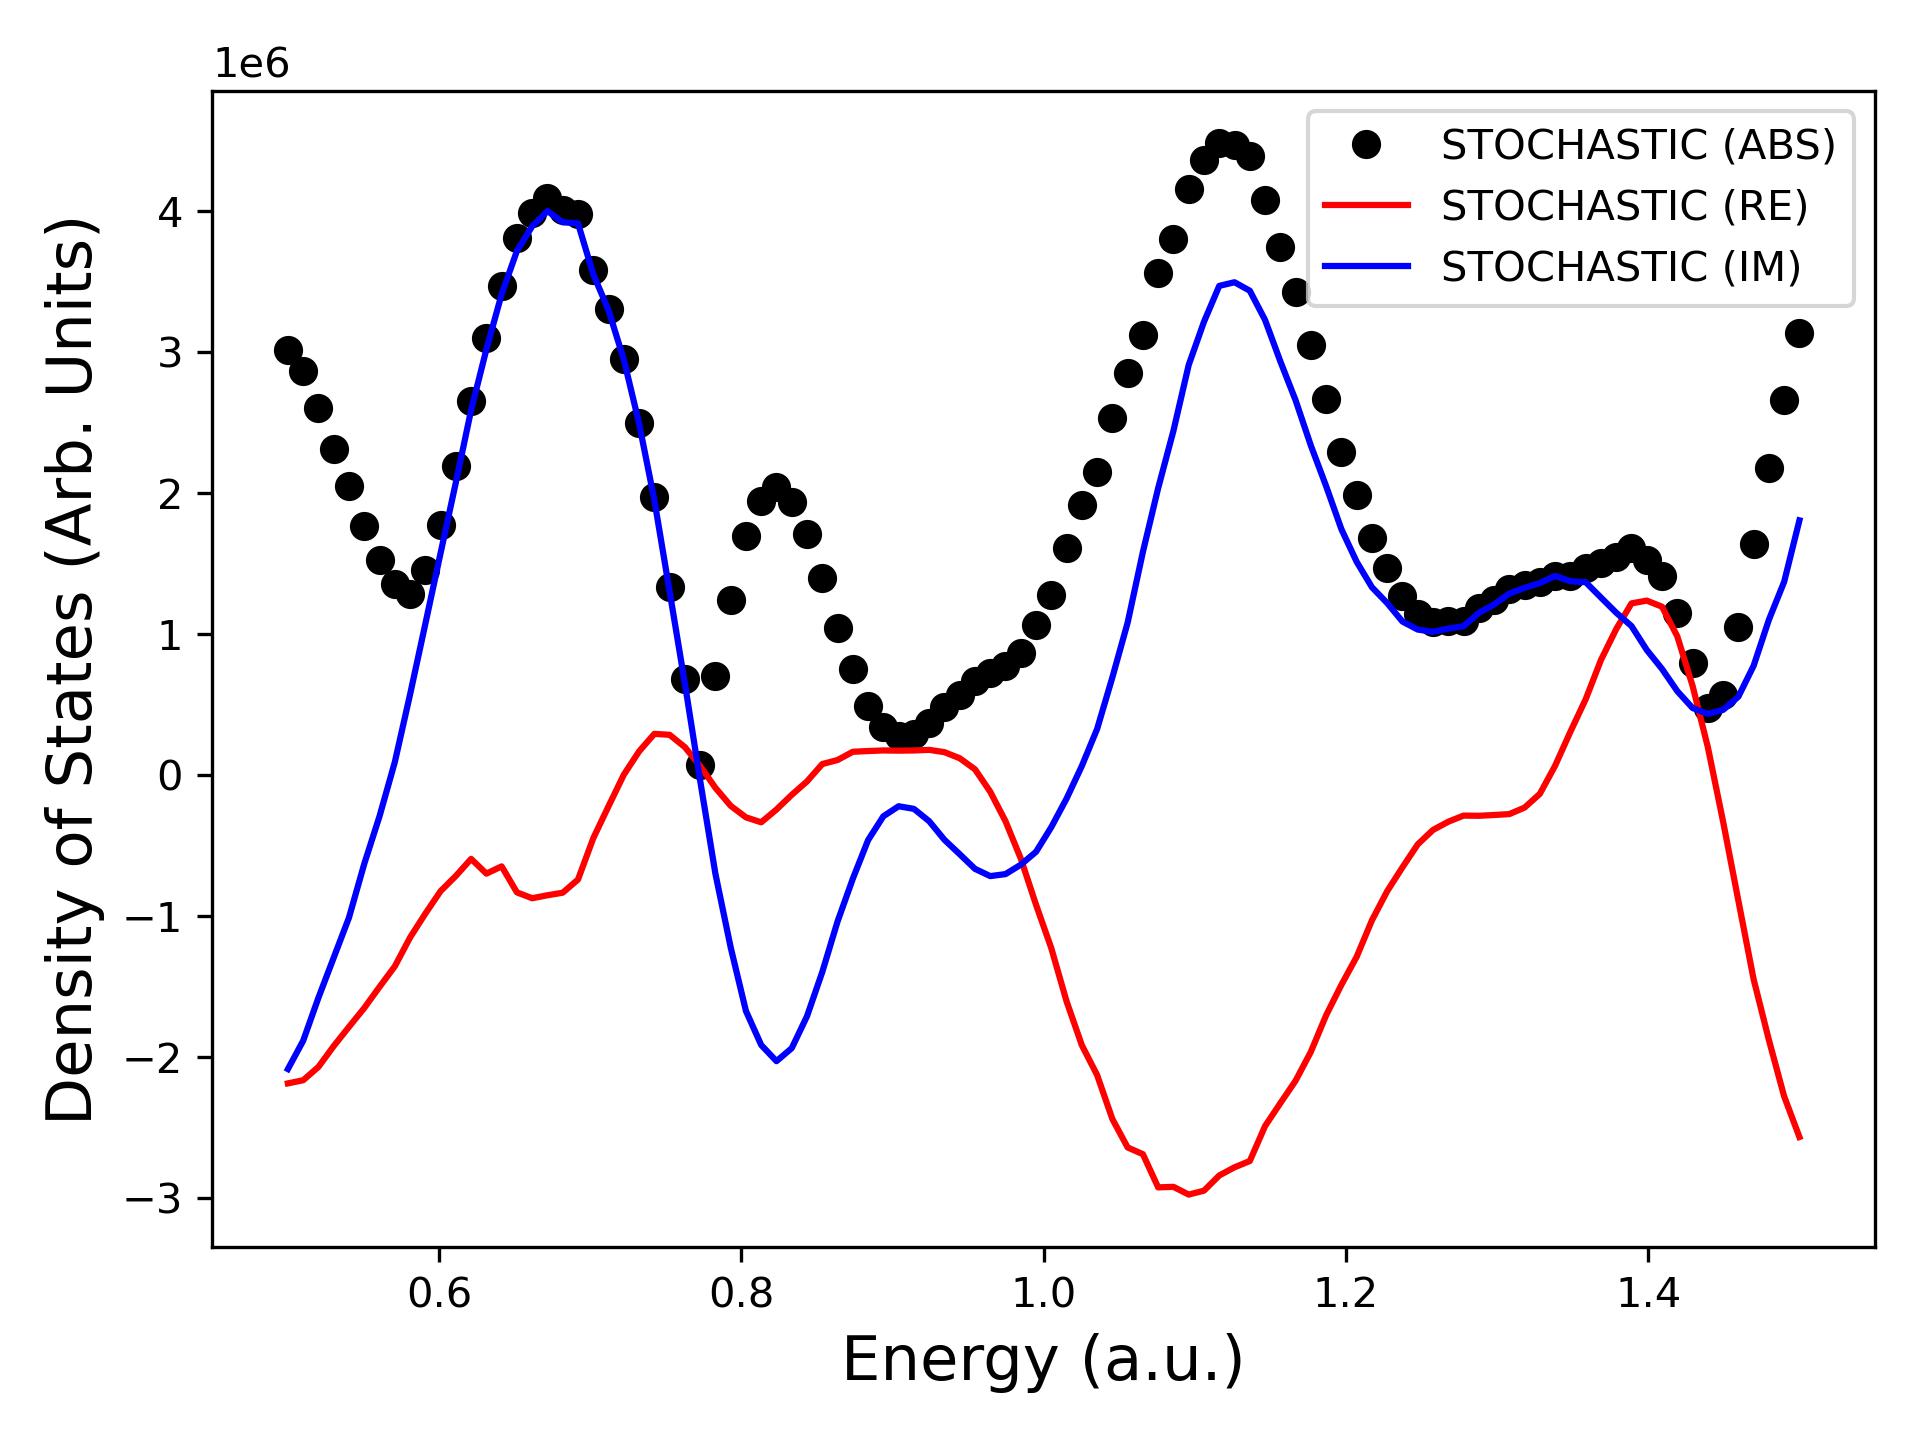 1e6
STOCHASTIC (ABS)
STOCHASTIC (RE)
STOCHASTIC (IM)
Density of States (Arb. Units)
4
3
2
1
0
−1
−2
−3
0.6 0.8 1.0 1.2 1.4
Energy (a.u.)